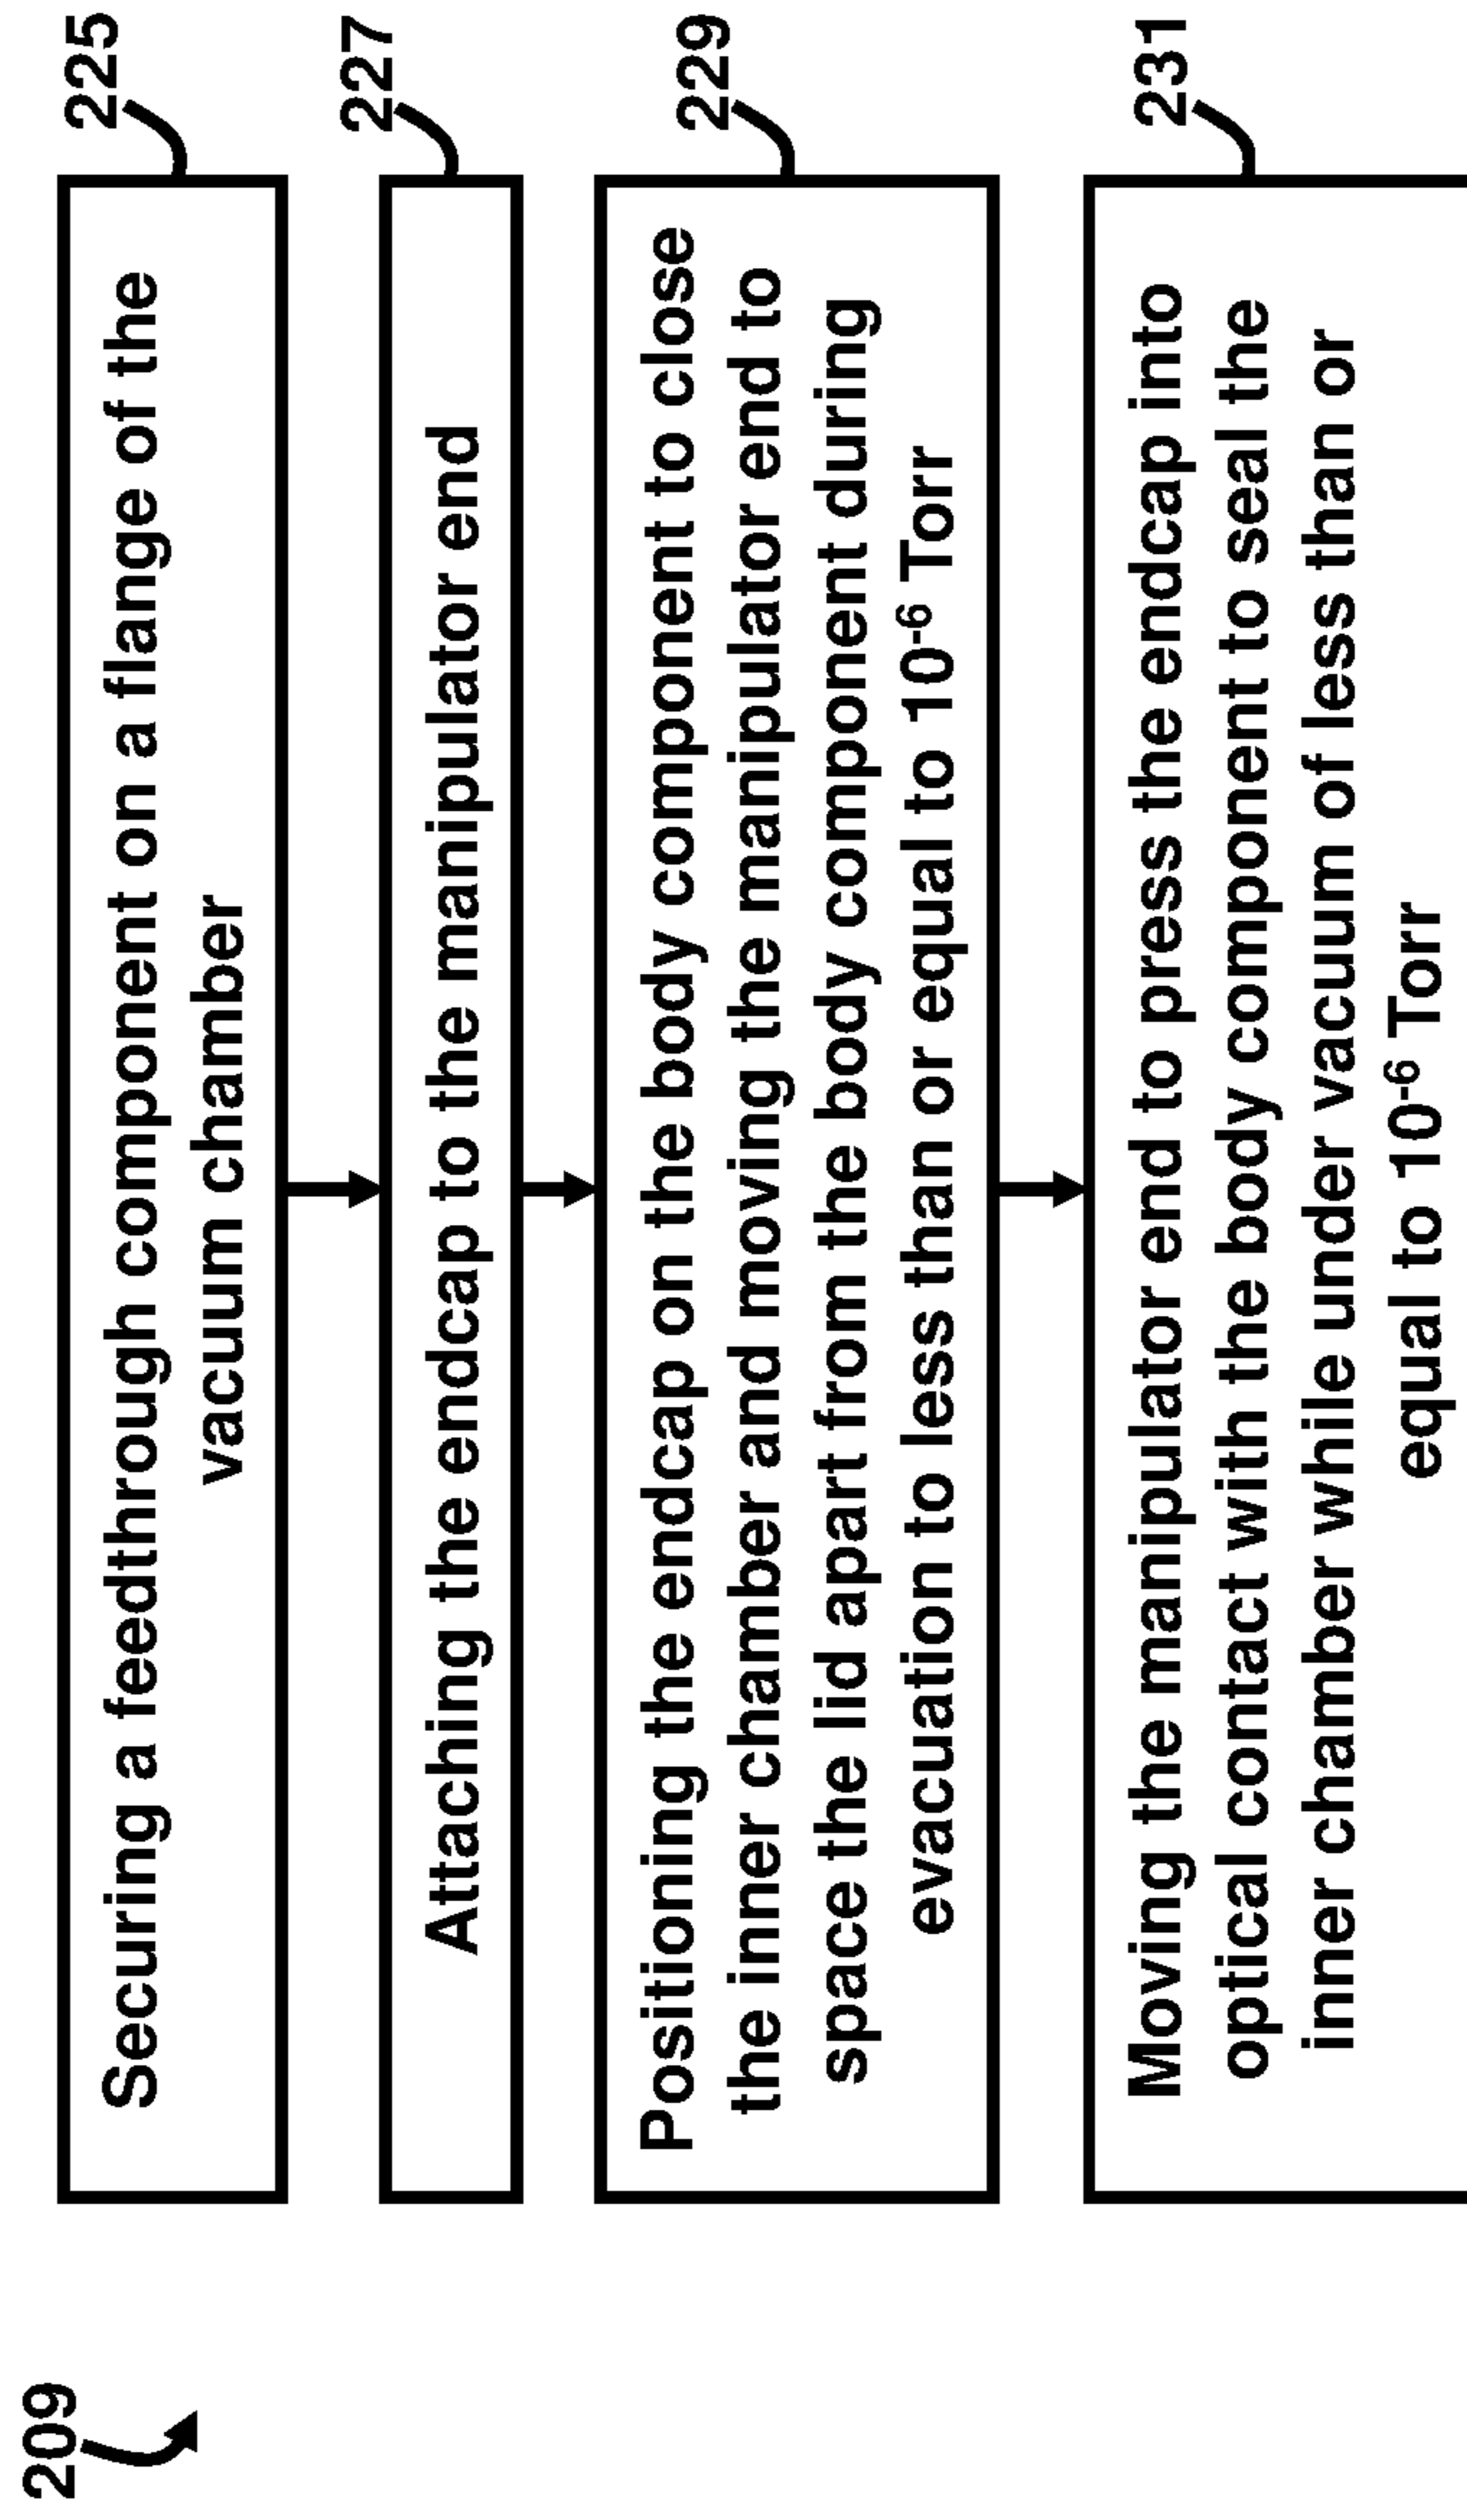 209
225
Securing a feedthrough component on a flange of the
vacuum chamber
227
Attaching the endcap to the manipulator end
229
Positioning the endcap on the body component to close
the inner chamber and moving the manipulator end to
space the lid apart from the body component during
evacuation to less than or equal to 10⁻⁶ Torr
231
Moving the manipulator end to press the endcap into
optical contact with the body component to seal the
inner chamber while under vacuum of less than or
equal to 10⁻⁶ Torr